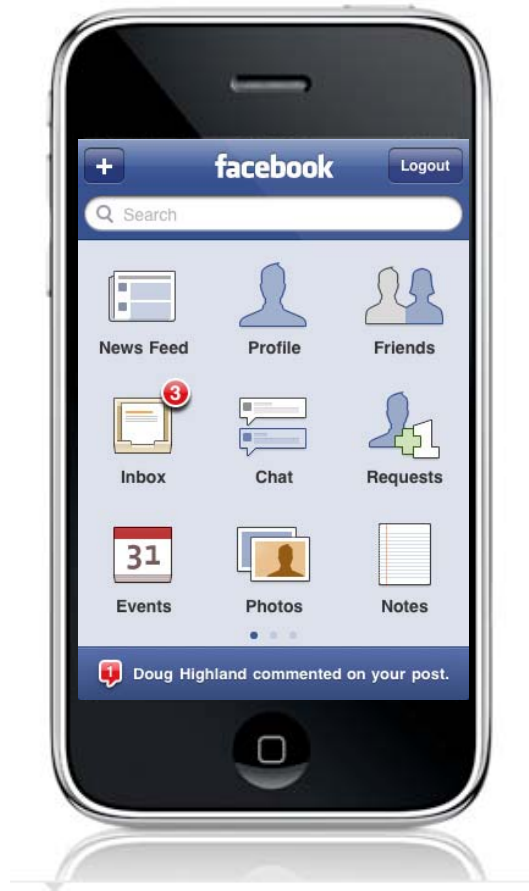 + facebook Logout
Search
News Feed Profile Friends
3
Inbox Chat Requests
31
Events Photos Notes
1 Doug Highland commented on your post.